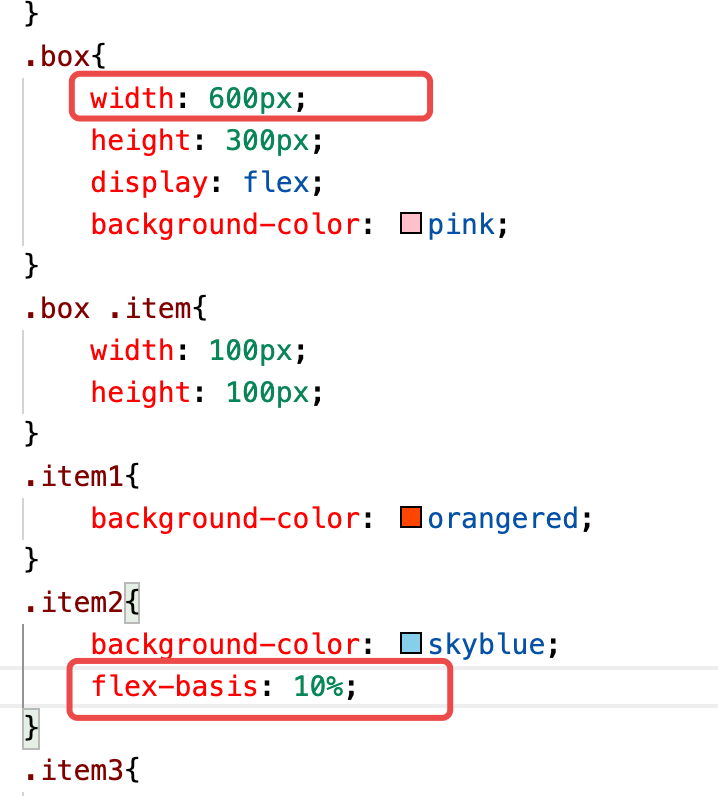 }
.box{
width: 600px;
height: 300px;
display: flex;
background-color: pink;
}
.box .item{
width: 100px;
height: 100px;
}
.item1{
background-color: orangered;
}
.item2{
background-color: skyblue;
flex-basis: 10%;
}
.item3{